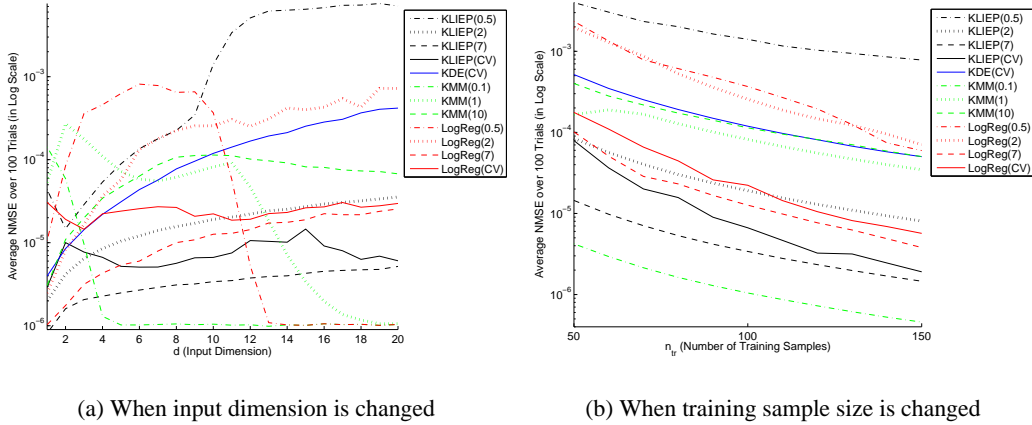 Average NMSE over 100 Trials (in Log Scale)
10⁻³
10⁻⁴
10⁻⁵
10⁻⁶
2 4 6 8 10 12 14 16 18 20
d (Input Dimension)
KLIEP(0.5)
KLIEP(2)
KLIEP(7)
KLIEP(CV)
KDE(CV)
KMM(0.1)
KMM(1)
KMM(10)
LogReg(0.5)
LogReg(2)
LogReg(7)
LogReg(CV)
(a) When input dimension is changed
Average NMSE over 100 Trials (in Log Scale)
10⁻³
10⁻⁴
10⁻⁵
10⁻⁶
50 100 150
n_tr (Number of Training Samples)
KLIEP(0.5)
KLIEP(2)
KLIEP(7)
KLIEP(CV)
KDE(CV)
KMM(0.1)
KMM(1)
KMM(10)
LogReg(0.5)
LogReg(2)
LogReg(7)
LogReg(CV)
(b) When training sample size is changed